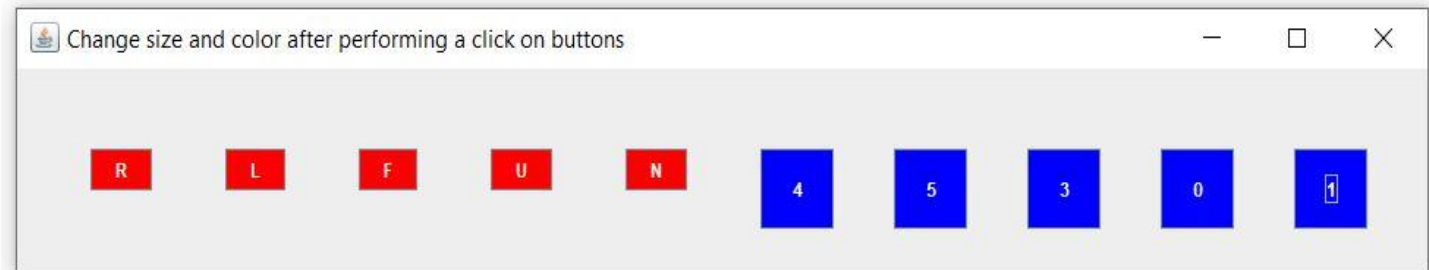 Change size and color after performing a click on buttons
R L F U N 4 5 3 0 1